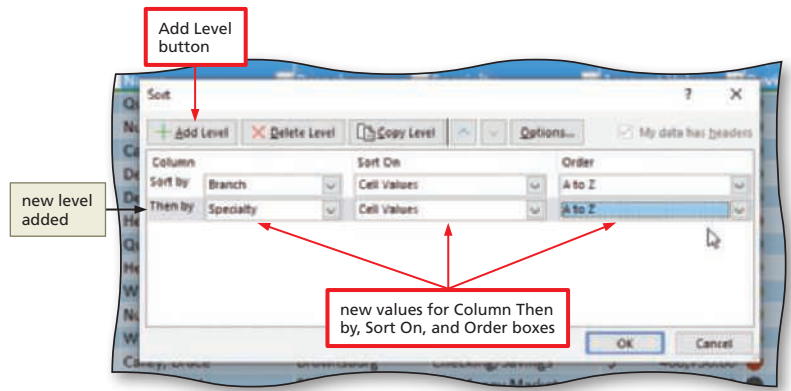 Add Level
button
Sort ? X
Add Level Delete Level Copy Level Options... My data has headers
Column Sort On Order
Sort by Branch Cell Values A to Z
new level
added
Then by Specialty Cell Values A to Z
new values for Column Then
by, Sort On, and Order boxes
OK Cancel